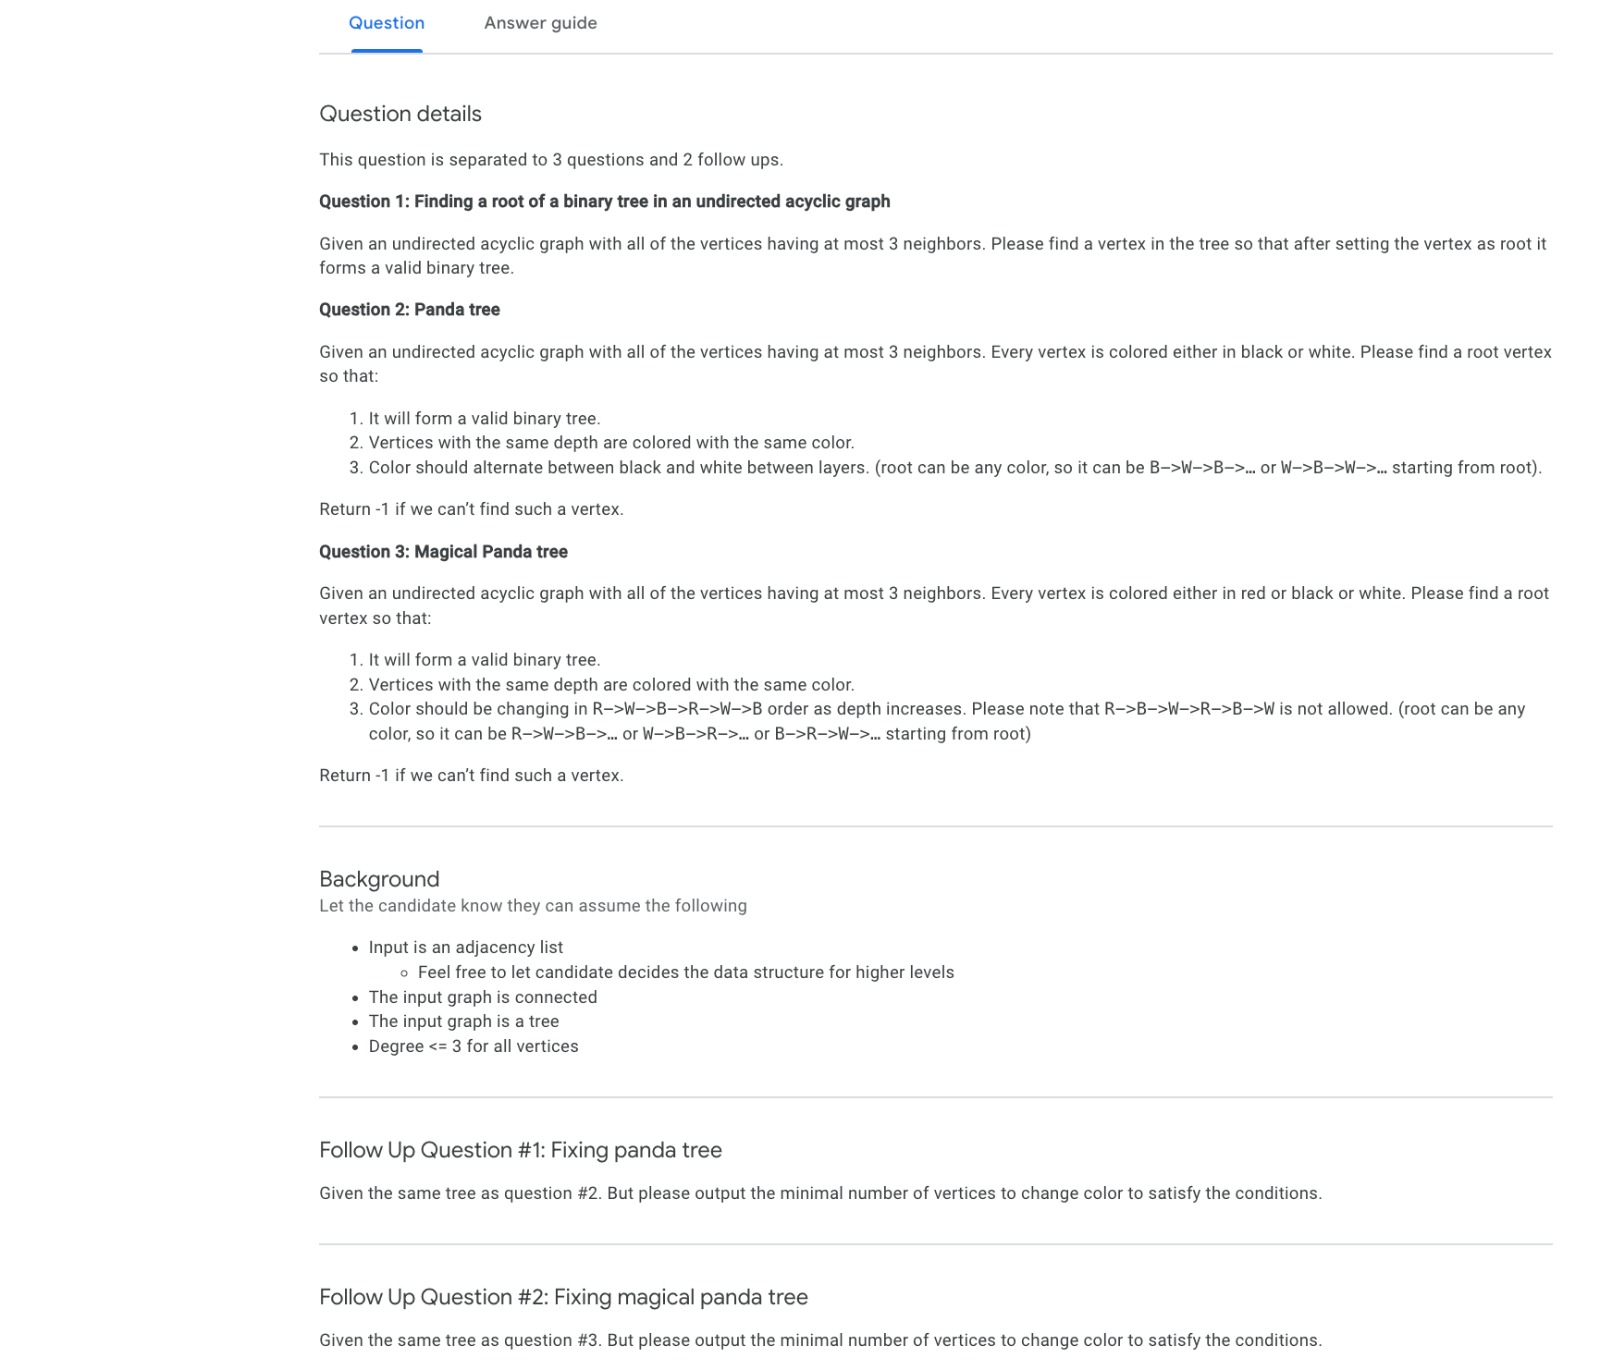 Question Answer guide
Question details
This question is separated to 3 questions and 2 follow ups.
Question 1: Finding a root of a binary tree in an undirected acyclic graph
Given an undirected acyclic graph with all of the vertices having at most 3 neighbors. Please find a vertex in the tree so that after setting the vertex as root it
forms a valid binary tree.
Question 2: Panda tree
Given an undirected acyclic graph with all of the vertices having at most 3 neighbors. Every vertex is colored either in black or white. Please find a root vertex
so that:
1. It will form a valid binary tree.
2. Vertices with the same depth are colored with the same color.
3. Color should alternate between black and white between layers. (root can be any color, so it can be B–>W–>B–>… or W–>B–>W–>… starting from root).
Return -1 if we can’t find such a vertex.
Question 3: Magical Panda tree
Given an undirected acyclic graph with all of the vertices having at most 3 neighbors. Every vertex is colored either in red or black or white. Please find a root
vertex so that:
1. It will form a valid binary tree.
2. Vertices with the same depth are colored with the same color.
3. Color should be changing in R–>W–>B–>R–>W–>B order as depth increases. Please note that R–>B–>W–>R–>B–>W is not allowed. (root can be any
color, so it can be R–>W–>B–>… or W–>B–>R–>… or B–>R–>W–>… starting from root)
Return -1 if we can’t find such a vertex.
Background
Let the candidate know they can assume the following
• Input is an adjacency list
◦ Feel free to let candidate decides the data structure for higher levels
• The input graph is connected
• The input graph is a tree
• Degree <= 3 for all vertices
Follow Up Question #1: Fixing panda tree
Given the same tree as question #2. But please output the minimal number of vertices to change color to satisfy the conditions.
Follow Up Question #2: Fixing magical panda tree
Given the same tree as question #3. But please output the minimal number of vertices to change color to satisfy the conditions.